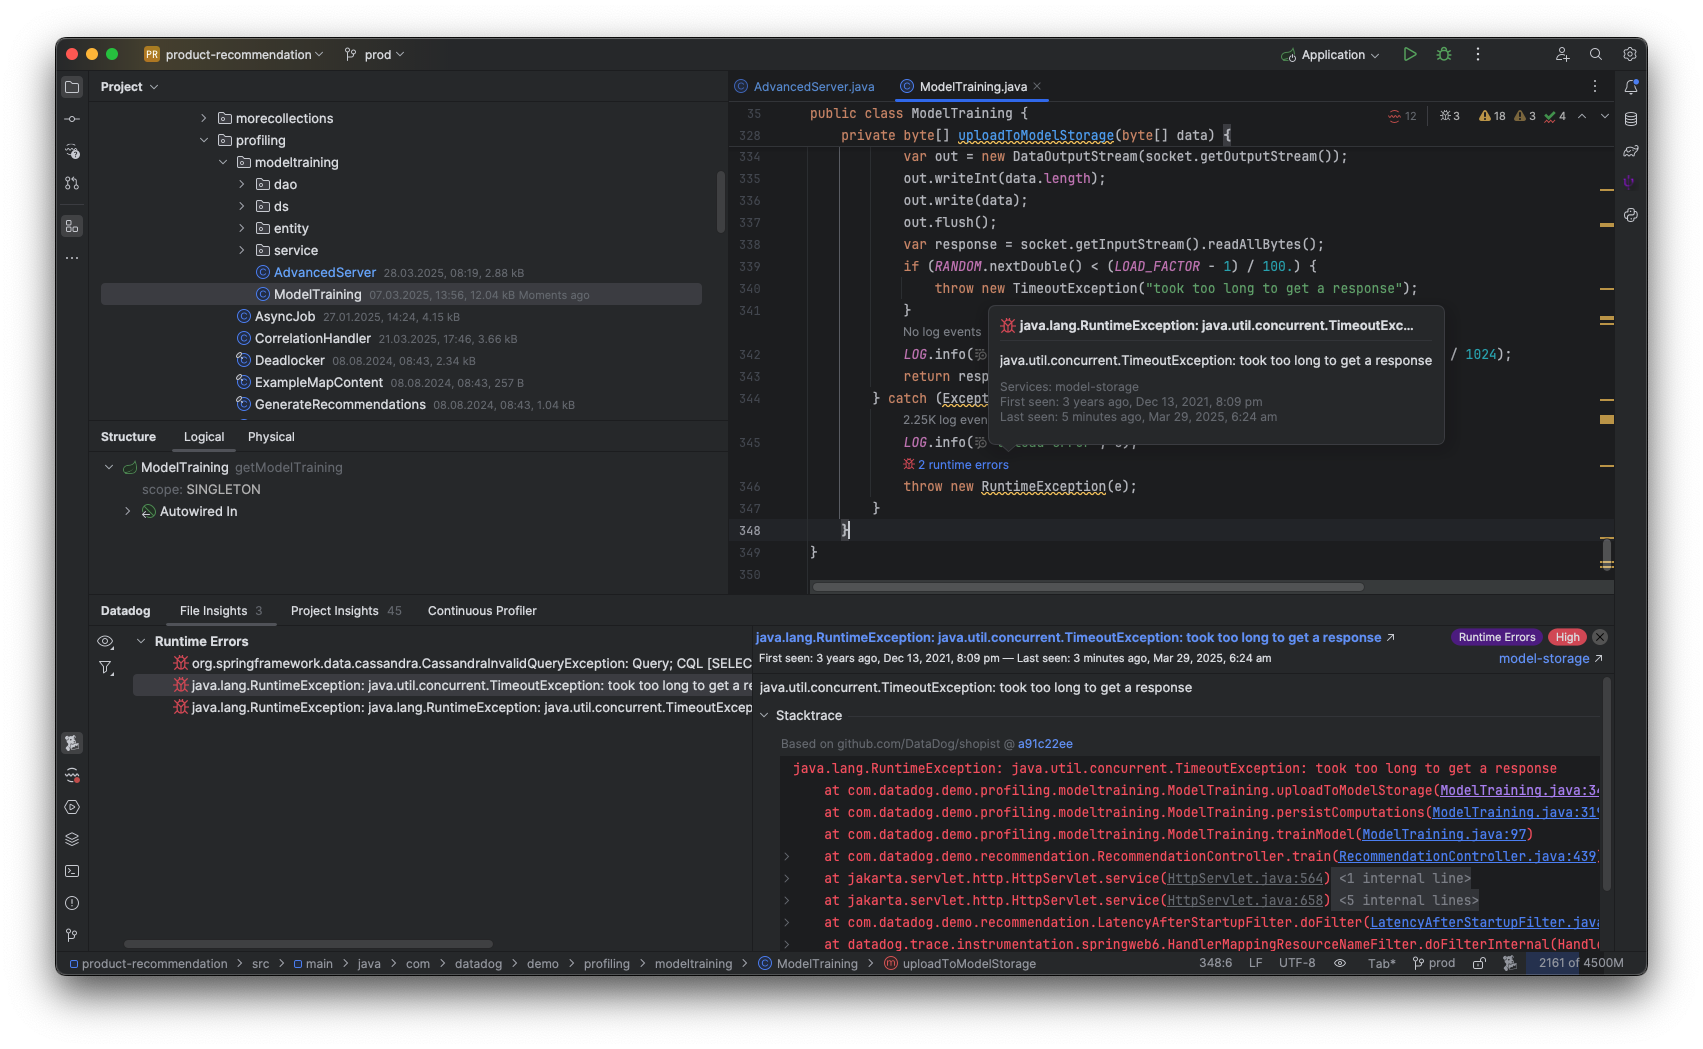 PR product-recommendation prod Application
Project
morecollections
profiling
modeltraining
dao
ds
entity
service
AdvancedServer 28.03.2025, 08:19, 2.88 kB
ModelTraining 07.03.2025, 13:56, 12.04 kB Moments ago
AsyncJob 27.01.2025, 14:24, 4.15 kB
CorrelationHandler 21.03.2025, 17:46, 3.66 kB
Deadlocker 08.08.2024, 08:43, 2.34 kB
ExampleMapContent 08.08.2024, 08:43, 257 B
GenerateRecommendations 08.08.2024, 08:43, 1.04 kB
Structure Logical Physical
ModelTraining getModelTraining
scope: SINGLETON
Autowired In
AdvancedServer.java ModelTraining.java
12 3 18 3 4
35 public class ModelTraining {
328 private byte[] uploadToModelStorage(byte[] data) {
334 var out = new DataOutputStream(socket.getOutputStream());
335 out.writeInt(data.length);
336 out.write(data);
337 out.flush();
338 var response = socket.getInputStream().readAllBytes();
339 if (RANDOM.nextDouble() < (LOAD_FACTOR - 1) / 100.) {
340 throw new TimeoutException("took too long to get a response");
341 }
No log events
342 LOG.info( / 1024);
343 return resp
344 } catch (Except
2.25K log even
345 LOG.info(
2 runtime errors
346 throw new RuntimeException(e);
347 }
348 }
349 }
350
java.lang.RuntimeException: java.util.concurrent.TimeoutExc...
java.util.concurrent.TimeoutException: took too long to get a response
Services: model-storage
First seen: 3 years ago, Dec 13, 2021, 8:09 pm
Last seen: 5 minutes ago, Mar 29, 2025, 6:24 am
Datadog File Insights 3 Project Insights 45 Continuous Profiler
Runtime Errors
org.springframework.data.cassandra.CassandraInvalidQueryException: Query; CQL [SELEC
java.lang.RuntimeException: java.util.concurrent.TimeoutException: took too long to get a re
java.lang.RuntimeException: java.lang.RuntimeException: java.util.concurrent.TimeoutExcep
java.lang.RuntimeException: java.util.concurrent.TimeoutException: took too long to get a response Runtime Errors High
First seen: 3 years ago, Dec 13, 2021, 8:09 pm — Last seen: 3 minutes ago, Mar 29, 2025, 6:24 am model-storage
java.util.concurrent.TimeoutException: took too long to get a response
Stacktrace
Based on github.com/DataDog/shopist @ a91c22ee
java.lang.RuntimeException: java.util.concurrent.TimeoutException: took too long to get a response
at com.datadog.demo.profiling.modeltraining.ModelTraining.uploadToModelStorage(ModelTraining.java:34
at com.datadog.demo.profiling.modeltraining.ModelTraining.persistComputations(ModelTraining.java:319
at com.datadog.demo.profiling.modeltraining.ModelTraining.trainModel(ModelTraining.java:97)
at com.datadog.demo.recommendation.RecommendationController.train(RecommendationController.java:439)
at jakarta.servlet.http.HttpServlet.service(HttpServlet.java:564) <1 internal line>
at jakarta.servlet.http.HttpServlet.service(HttpServlet.java:658) <5 internal lines>
at com.datadog.demo.recommendation.LatencyAfterStartupFilter.doFilter(LatencyAfterStartupFilter.java
at datadog.trace.instrumentation.springweb6.HandlerMappingResourceNameFilter.doFilterInternal(Handle
product-recommendation > src > main > java > com > datadog > demo > profiling > modeltraining > ModelTraining > uploadToModelStorage 348:6 LF UTF-8 Tab* prod 2161 of 4500M